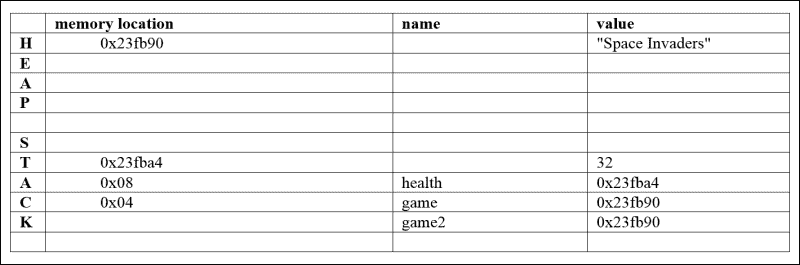 memory location name value
H 0x23fb90 "Space Invaders"
E
A
P
S
T 0x23fba4 32
A 0x08 health 0x23fba4
C 0x04 game 0x23fb90
K game2 0x23fb90